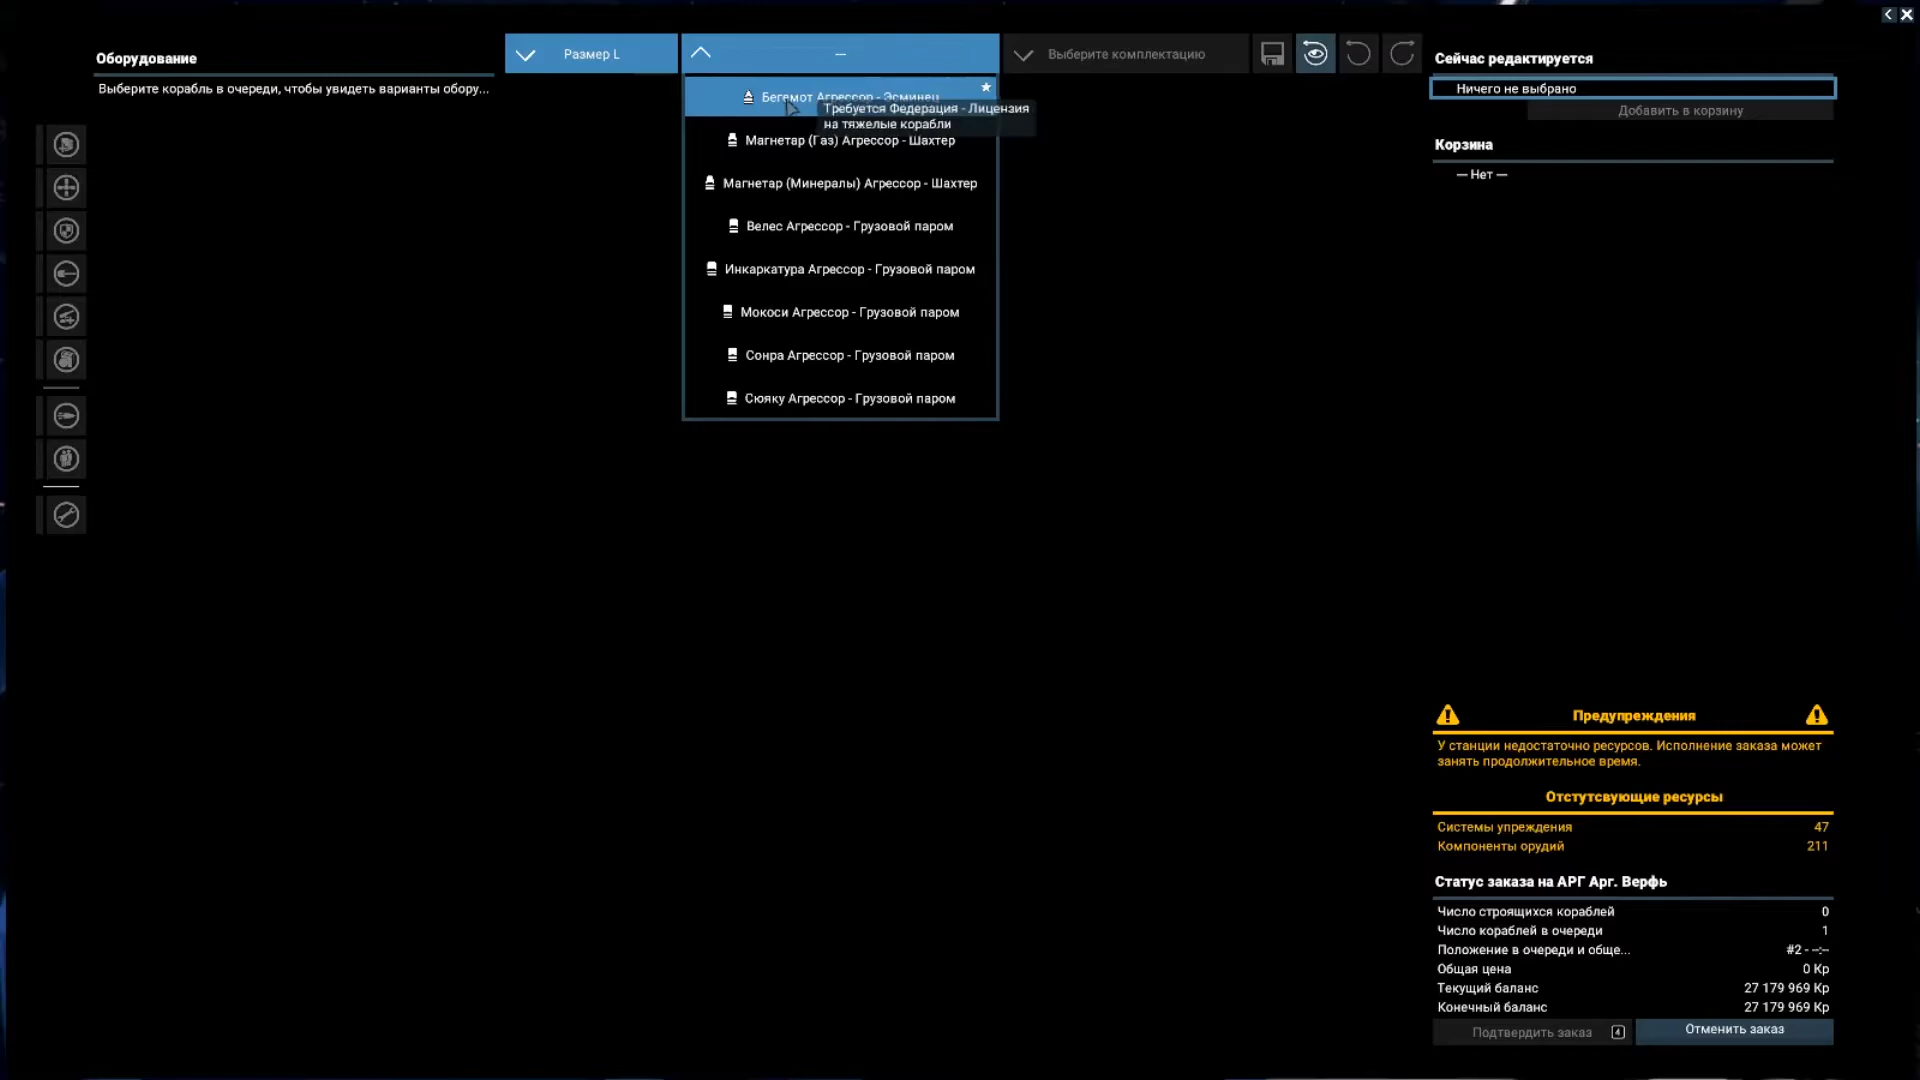 Оборудование
Выберите корабль в очереди, чтобы увидеть варианты обору...
Размер L
—
Выберите комплектацию
Бегемот Агрессор - Эсминец
Требуется Федерация - Лицензия
на тяжелые корабли
Магнетар (Газ) Агрессор - Шахтер
Магнетар (Минералы) Агрессор - Шахтер
Велес Агрессор - Грузовой паром
Инкаркатура Агрессор - Грузовой паром
Мокоси Агрессор - Грузовой паром
Сонра Агрессор - Грузовой паром
Сюяку Агрессор - Грузовой паром
Сейчас редактируется
Ничего не выбрано
Добавить в корзину
Корзина
— Нет —
Предупреждения
У станции недостаточно ресурсов. Исполнение заказа может
занять продолжительное время.
Отстутсвующие ресурсы
Системы упреждения 47
Компоненты орудий 211
Статус заказа на АРГ Арг. Верфь
Число строящихся кораблей 0
Число кораблей в очереди 1
Положение в очереди и обще... #2 - --:--
Общая цена 0 Кр
Текущий баланс 27 179 969 Кр
Конечный баланс 27 179 969 Кр
Подтвердить заказ 4
Отменить заказ